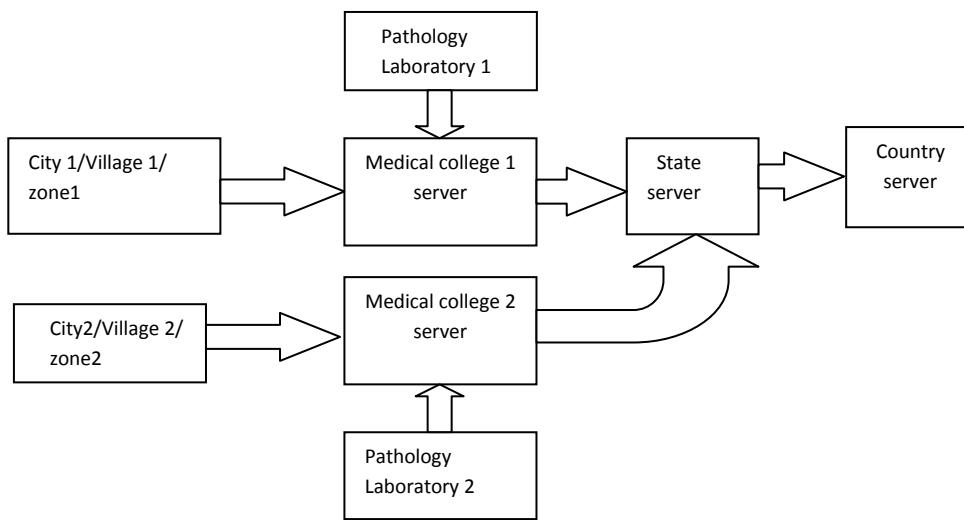 Pathology
Laboratory 1
City 1/Village 1/
zone1
Medical college 1
server
State
server
Country
server
City2/Village 2/
zone2
Medical college 2
server
Pathology
Laboratory 2